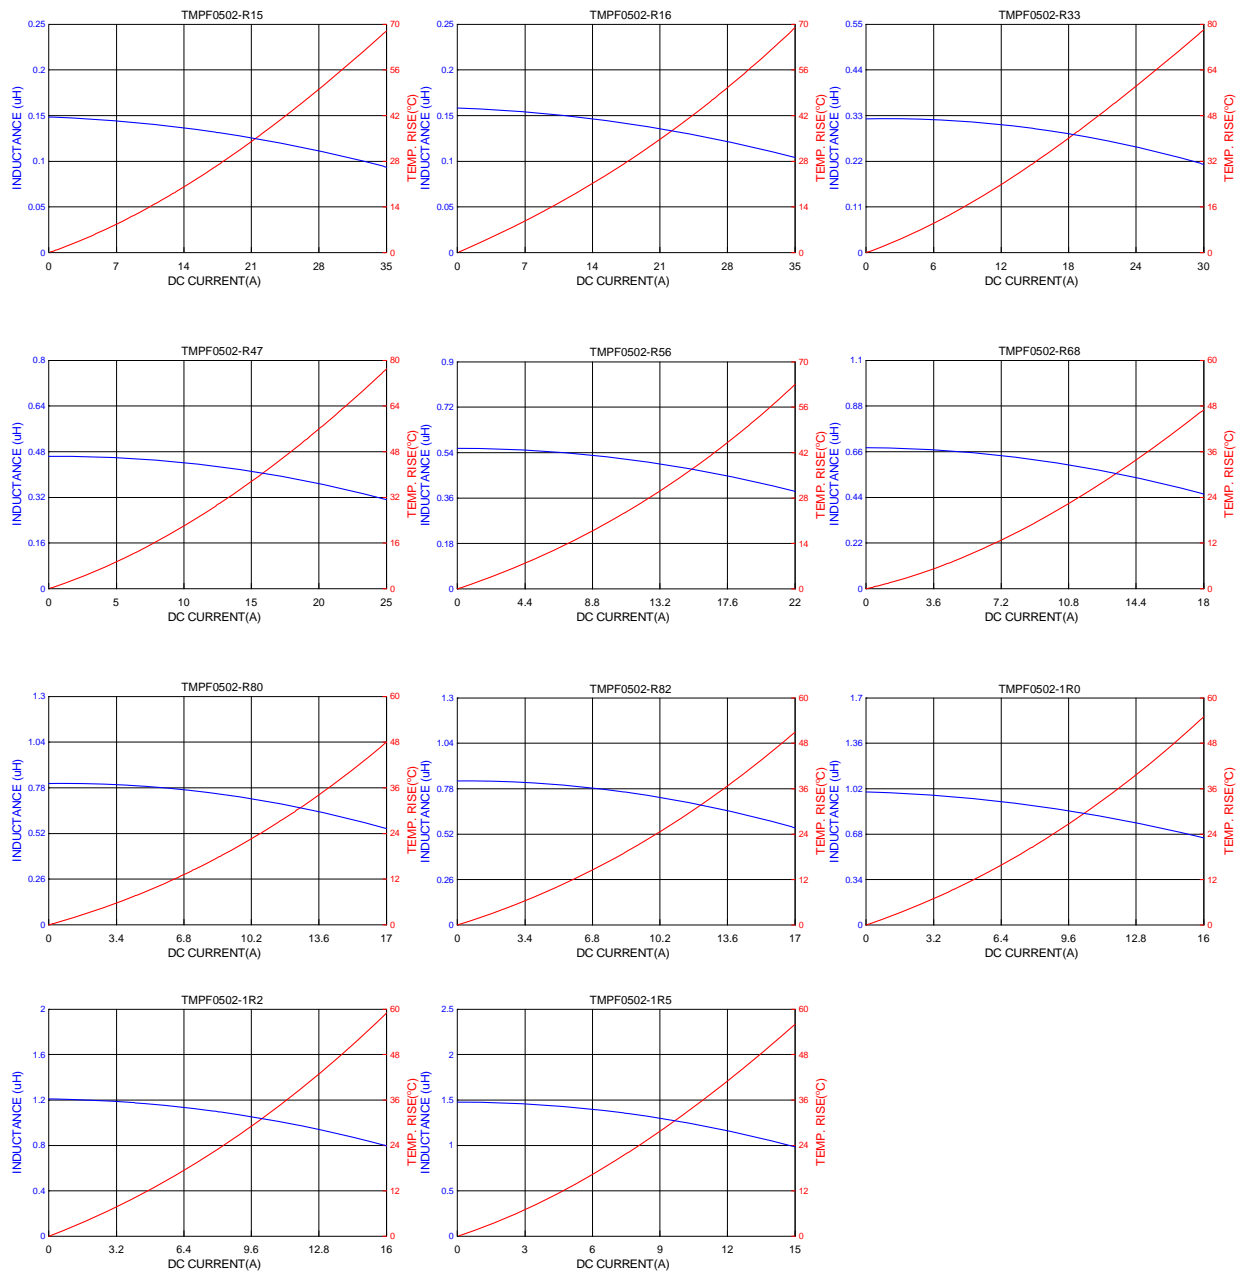 TMPF0502-R15
INDUCTANCE (uH)
0.25
0.2
0.15
0.1
0.05
0
70
56
42
28
14
0
TEMP. RISE(°C)
0 7 14 21 28 35
DC CURRENT(A)
TMPF0502-R16
INDUCTANCE (uH)
0.25
0.2
0.15
0.1
0.05
0
70
56
42
28
14
0
TEMP. RISE(°C)
0 7 14 21 28 35
DC CURRENT(A)
TMPF0502-R33
INDUCTANCE (uH)
0.55
0.44
0.33
0.22
0.11
0
80
64
48
32
16
0
TEMP. RISE(°C)
0 6 12 18 24 30
DC CURRENT(A)
TMPF0502-R47
INDUCTANCE (uH)
0.8
0.64
0.48
0.32
0.16
0
80
64
48
32
16
0
TEMP. RISE(°C)
0 5 10 15 20 25
DC CURRENT(A)
TMPF0502-R56
INDUCTANCE (uH)
0.9
0.72
0.54
0.36
0.18
0
70
56
42
28
14
0
TEMP. RISE(°C)
0 4.4 8.8 13.2 17.6 22
DC CURRENT(A)
TMPF0502-R68
INDUCTANCE (uH)
1.1
0.88
0.66
0.44
0.22
0
60
48
36
24
12
0
TEMP. RISE(°C)
0 3.6 7.2 10.8 14.4 18
DC CURRENT(A)
TMPF0502-R80
INDUCTANCE (uH)
1.3
1.04
0.78
0.52
0.26
0
60
48
36
24
12
0
TEMP. RISE(°C)
0 3.4 6.8 10.2 13.6 17
DC CURRENT(A)
TMPF0502-R82
INDUCTANCE (uH)
1.3
1.04
0.78
0.52
0.26
0
60
48
36
24
12
0
TEMP. RISE(°C)
0 3.4 6.8 10.2 13.6 17
DC CURRENT(A)
TMPF0502-1R0
INDUCTANCE (uH)
1.7
1.36
1.02
0.68
0.34
0
60
48
36
24
12
0
TEMP. RISE(°C)
0 3.2 6.4 9.6 12.8 16
DC CURRENT(A)
TMPF0502-1R2
INDUCTANCE (uH)
2
1.6
1.2
0.8
0.4
0
60
48
36
24
12
0
TEMP. RISE(°C)
0 3.2 6.4 9.6 12.8 16
DC CURRENT(A)
TMPF0502-1R5
INDUCTANCE (uH)
2.5
2
1.5
1
0.5
0
60
48
36
24
12
0
TEMP. RISE(°C)
0 3 6 9 12 15
DC CURRENT(A)